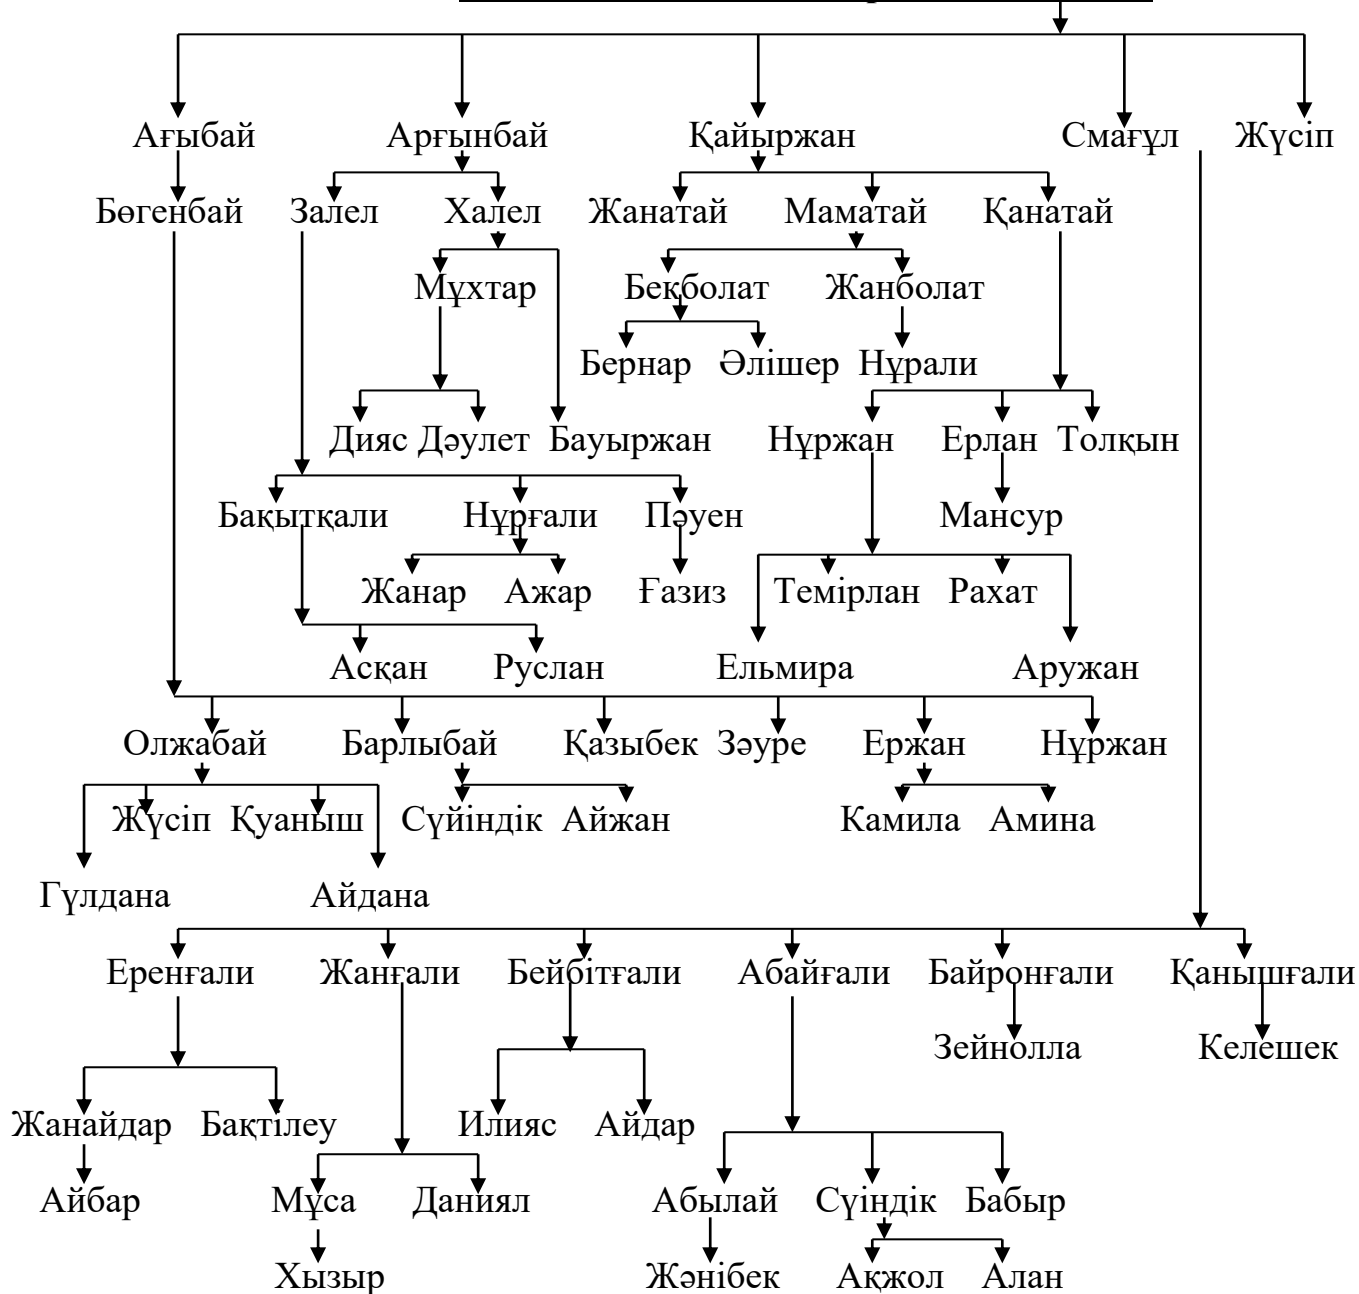 Ағыбай Арғынбай Қайыржан Смағұл Жүсіп
Бөгенбай Залел Халел Жанатай Маматай Қанатай
Мұхтар Бекболат Жанболат
Бернар Әлішер Нұрали
Дияс Дәулет Бауыржан Нұржан Ерлан Толқын
Бақытқали Нұрғали Пәуен Мансур
Жанар Ажар Ғазиз Темірлан Рахат
Асқан Руслан Ельмира Аружан
Олжабай Барлыбай Қазыбек Зәуре Ержан Нұржан
Жүсіп Қуаныш Сүйіндік Айжан Камила Амина
Гүлдана Айдана
Еренғали Жанғали Бейбітғали Абайғали Байронғали Қанышғали
Зейнолла Келешек
Жанайдар Бақтілеу Илияс Айдар
Айбар Мұса Даниял Абылай Сүіндік Бабыр
Хызыр Жәнібек Ақжол Алан